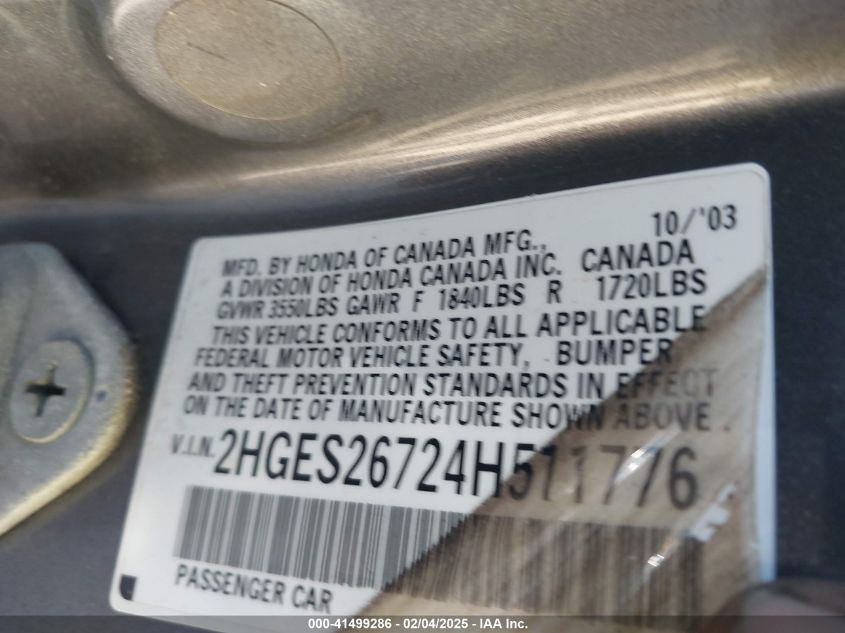 10/'03
MFD. BY HONDA OF CANADA MFG.,
A DIVISION OF HONDA CANADA INC. CANADA
GVWR 3550LBS GAWR F 1840LBS R 1720LBS
THIS VEHICLE CONFORMS TO ALL APPLICABLE
FEDERAL MOTOR VEHICLE SAFETY, BUMPER
AND THEFT PREVENTION STANDARDS IN EFFECT
ON THE DATE OF MANUFACTURE SHOWN ABOVE.
V.I.N. 2HGES26724H511776
PASSENGER CAR
000-41499286 - 02/04/2025 - IAA Inc.